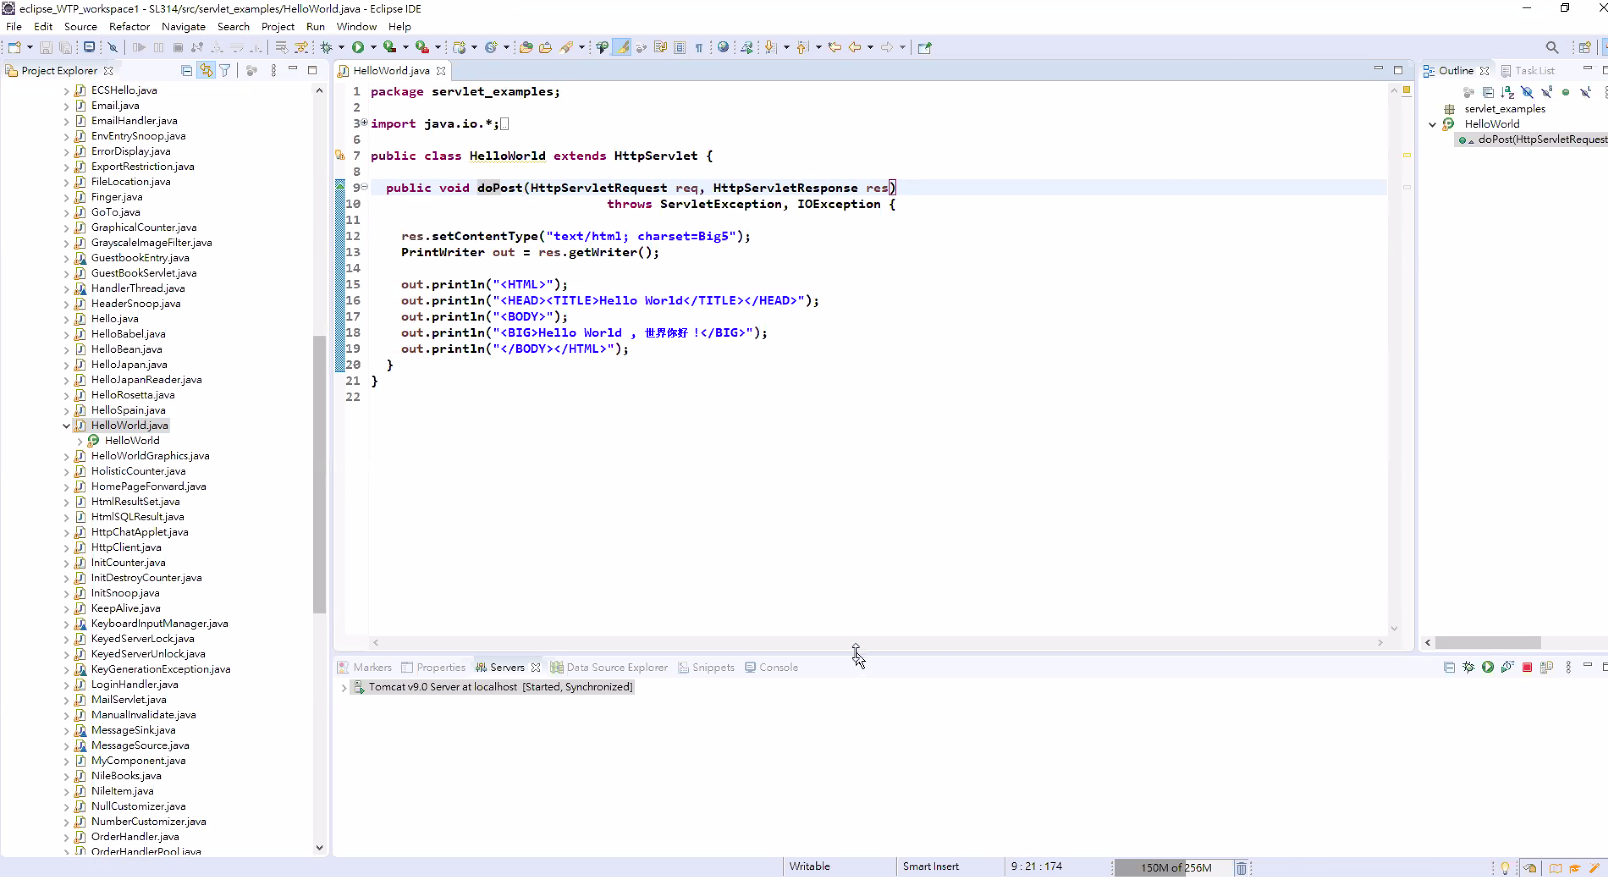 eclipse_WTP_workspace1 - SL314/src/servlet_examples/HelloWorld.java - Eclipse IDE
File Edit Source Refactor Navigate Search Project Run Window Help
Project Explorer
ECSHello.java
Email.java
EmailHandler.java
EnvEntrySnoop.java
ErrorDisplay.java
ExportRestriction.java
FileLocation.java
Finger.java
GoTo.java
GraphicalCounter.java
GrayscaleImageFilter.java
GuestbookEntry.java
GuestBookServlet.java
HandlerThread.java
HeaderSnoop.java
Hello.java
HelloBabel.java
HelloBean.java
HelloJapan.java
HelloJapanReader.java
HelloRosetta.java
HelloSpain.java
HelloWorld.java
HelloWorld
HelloWorldGraphics.java
HolisticCounter.java
HomePageForward.java
HtmlResultSet.java
HtmlSQLResult.java
HttpChatApplet.java
HttpClient.java
InitCounter.java
InitDestroyCounter.java
InitSnoop.java
KeepAlive.java
KeyboardInputManager.java
KeyedServerLock.java
KeyedServerUnlock.java
KeyGenerationException.java
LoginHandler.java
MailServlet.java
ManualInvalidate.java
MessageSink.java
MessageSource.java
MyComponent.java
NileBooks.java
NileItem.java
NullCustomizer.java
NumberCustomizer.java
OrderHandler.java
OrderHandlerPool.java
HelloWorld.java
1 package servlet_examples;
2
3 import java.io.*;
6
7 public class HelloWorld extends HttpServlet {
8
9 public void doPost(HttpServletRequest req, HttpServletResponse res)
10 throws ServletException, IOException {
11
12 res.setContentType("text/html; charset=Big5");
13 PrintWriter out = res.getWriter();
14
15 out.println("<HTML>");
16 out.println("<HEAD><TITLE>Hello World</TITLE></HEAD>");
17 out.println("<BODY>");
18 out.println("<BIG>Hello World , 世界你好 !</BIG>");
19 out.println("</BODY></HTML>");
20 }
21 }
22
Outline Task List
servlet_examples
HelloWorld
doPost(HttpServletRequest
Markers Properties Servers Data Source Explorer Snippets Console
Tomcat v9.0 Server at localhost [Started, Synchronized]
Writable Smart Insert 9 : 21 : 174 150M of 256M